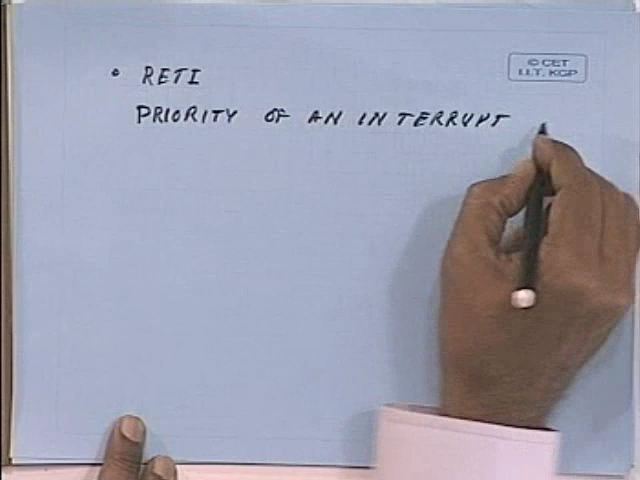 © CET
I.I.T. KGP
• RETI
PRIORITY OF AN INTERRUPT